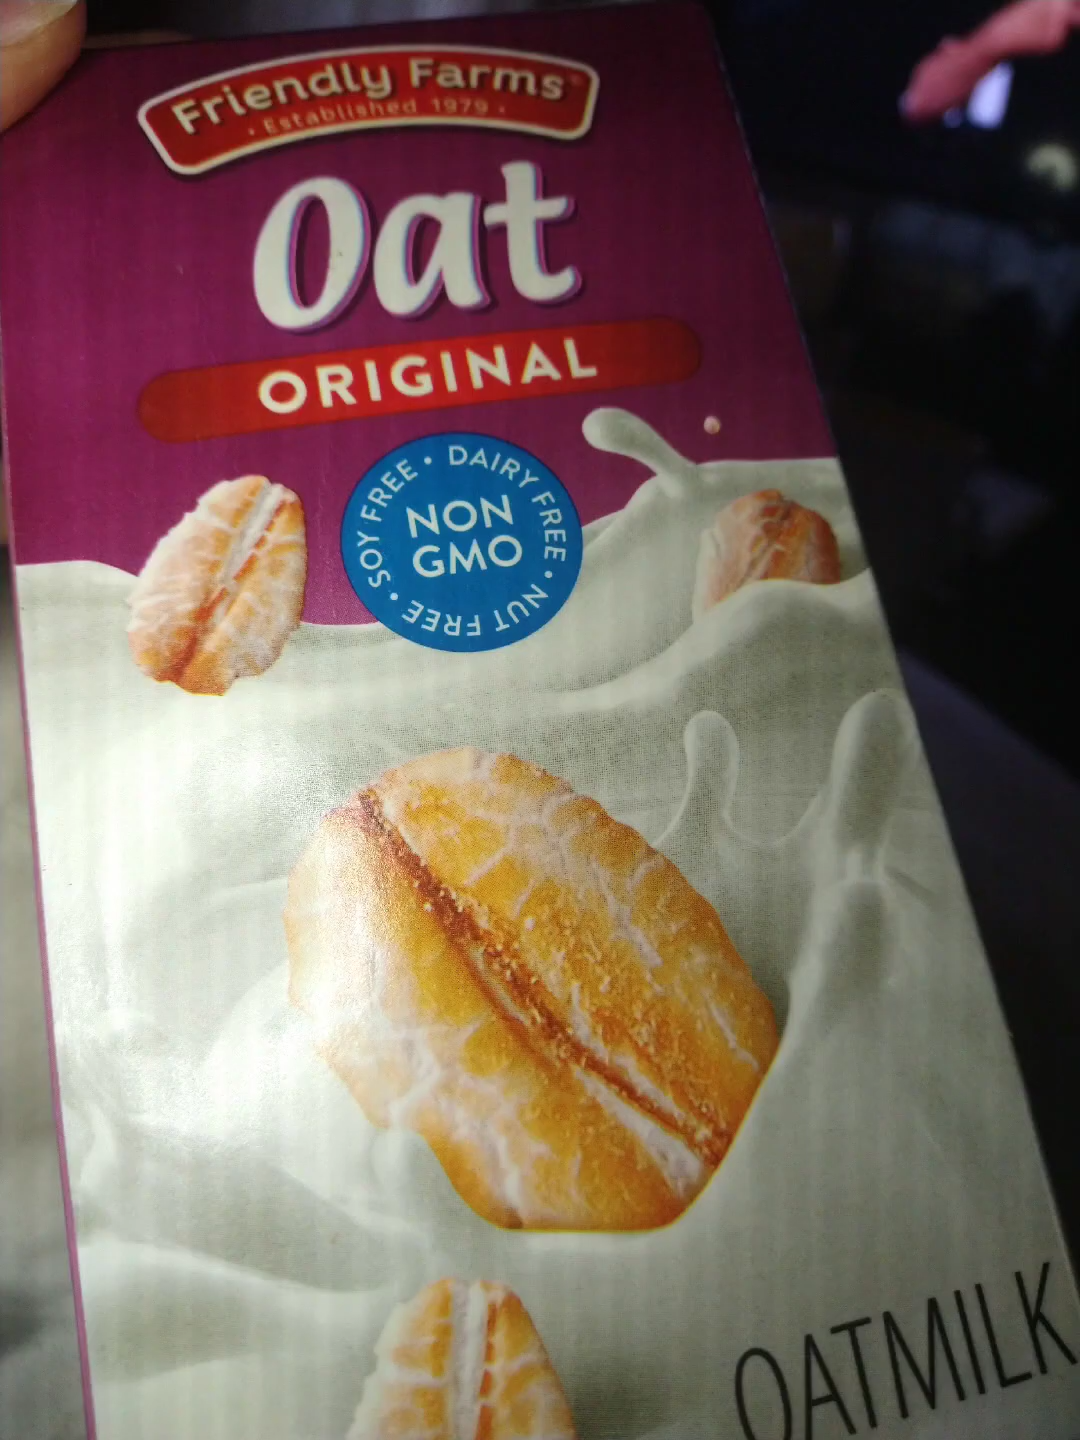 Friendly Farms
· Established 1979 ·
Oat
ORIGINAL
SOY FREE · DAIRY FREE · NUT FREE ·
NON
GMO
OATMILK